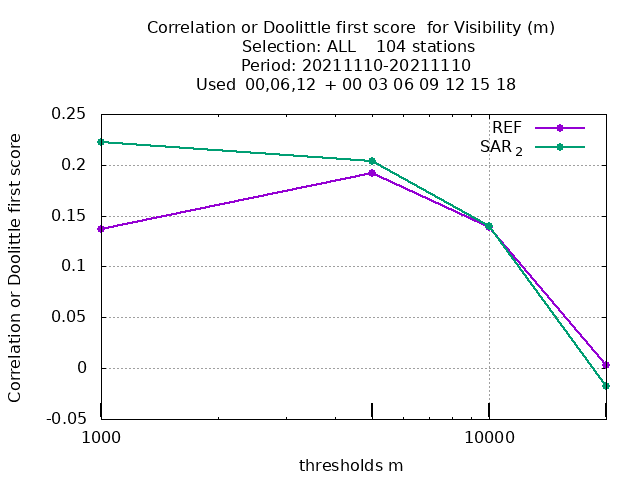 Correlation or Doolittle first score  for Visibility (m)
Selection: ALL    104 stations
Period: 20211110-20211110
Used  00,06,12  + 00 03 06 09 12 15 18
Correlation or Doolittle first score
0.25
0.2
0.15
0.1
0.05
0
-0.05
REF
SAR 2
1000
10000
thresholds m